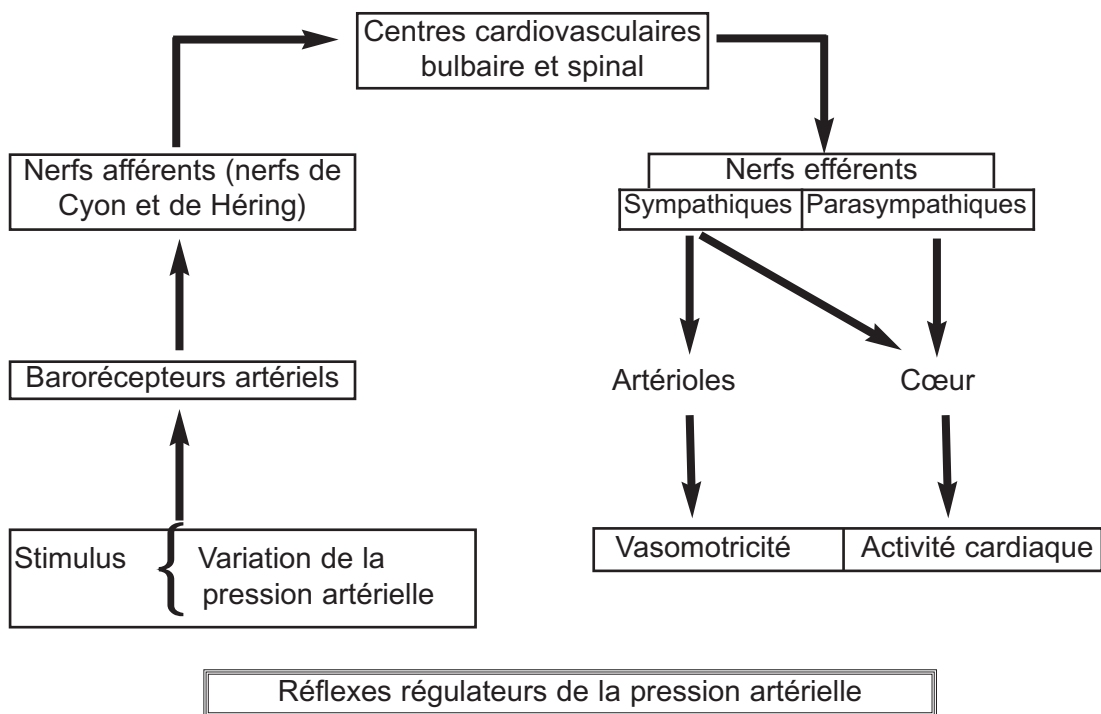 Centres cardiovasculaires
bulbaire et spinal
Nerfs afférents (nerfs de
Cyon et de Héring)
Nerfs efférents
Sympathiques
Parasympathiques
Barorécepteurs artériels
Artérioles
Cœur
Stimulus { Variation de la
pression artérielle
Vasomotricité
Activité cardiaque
Réflexes régulateurs de la pression artérielle